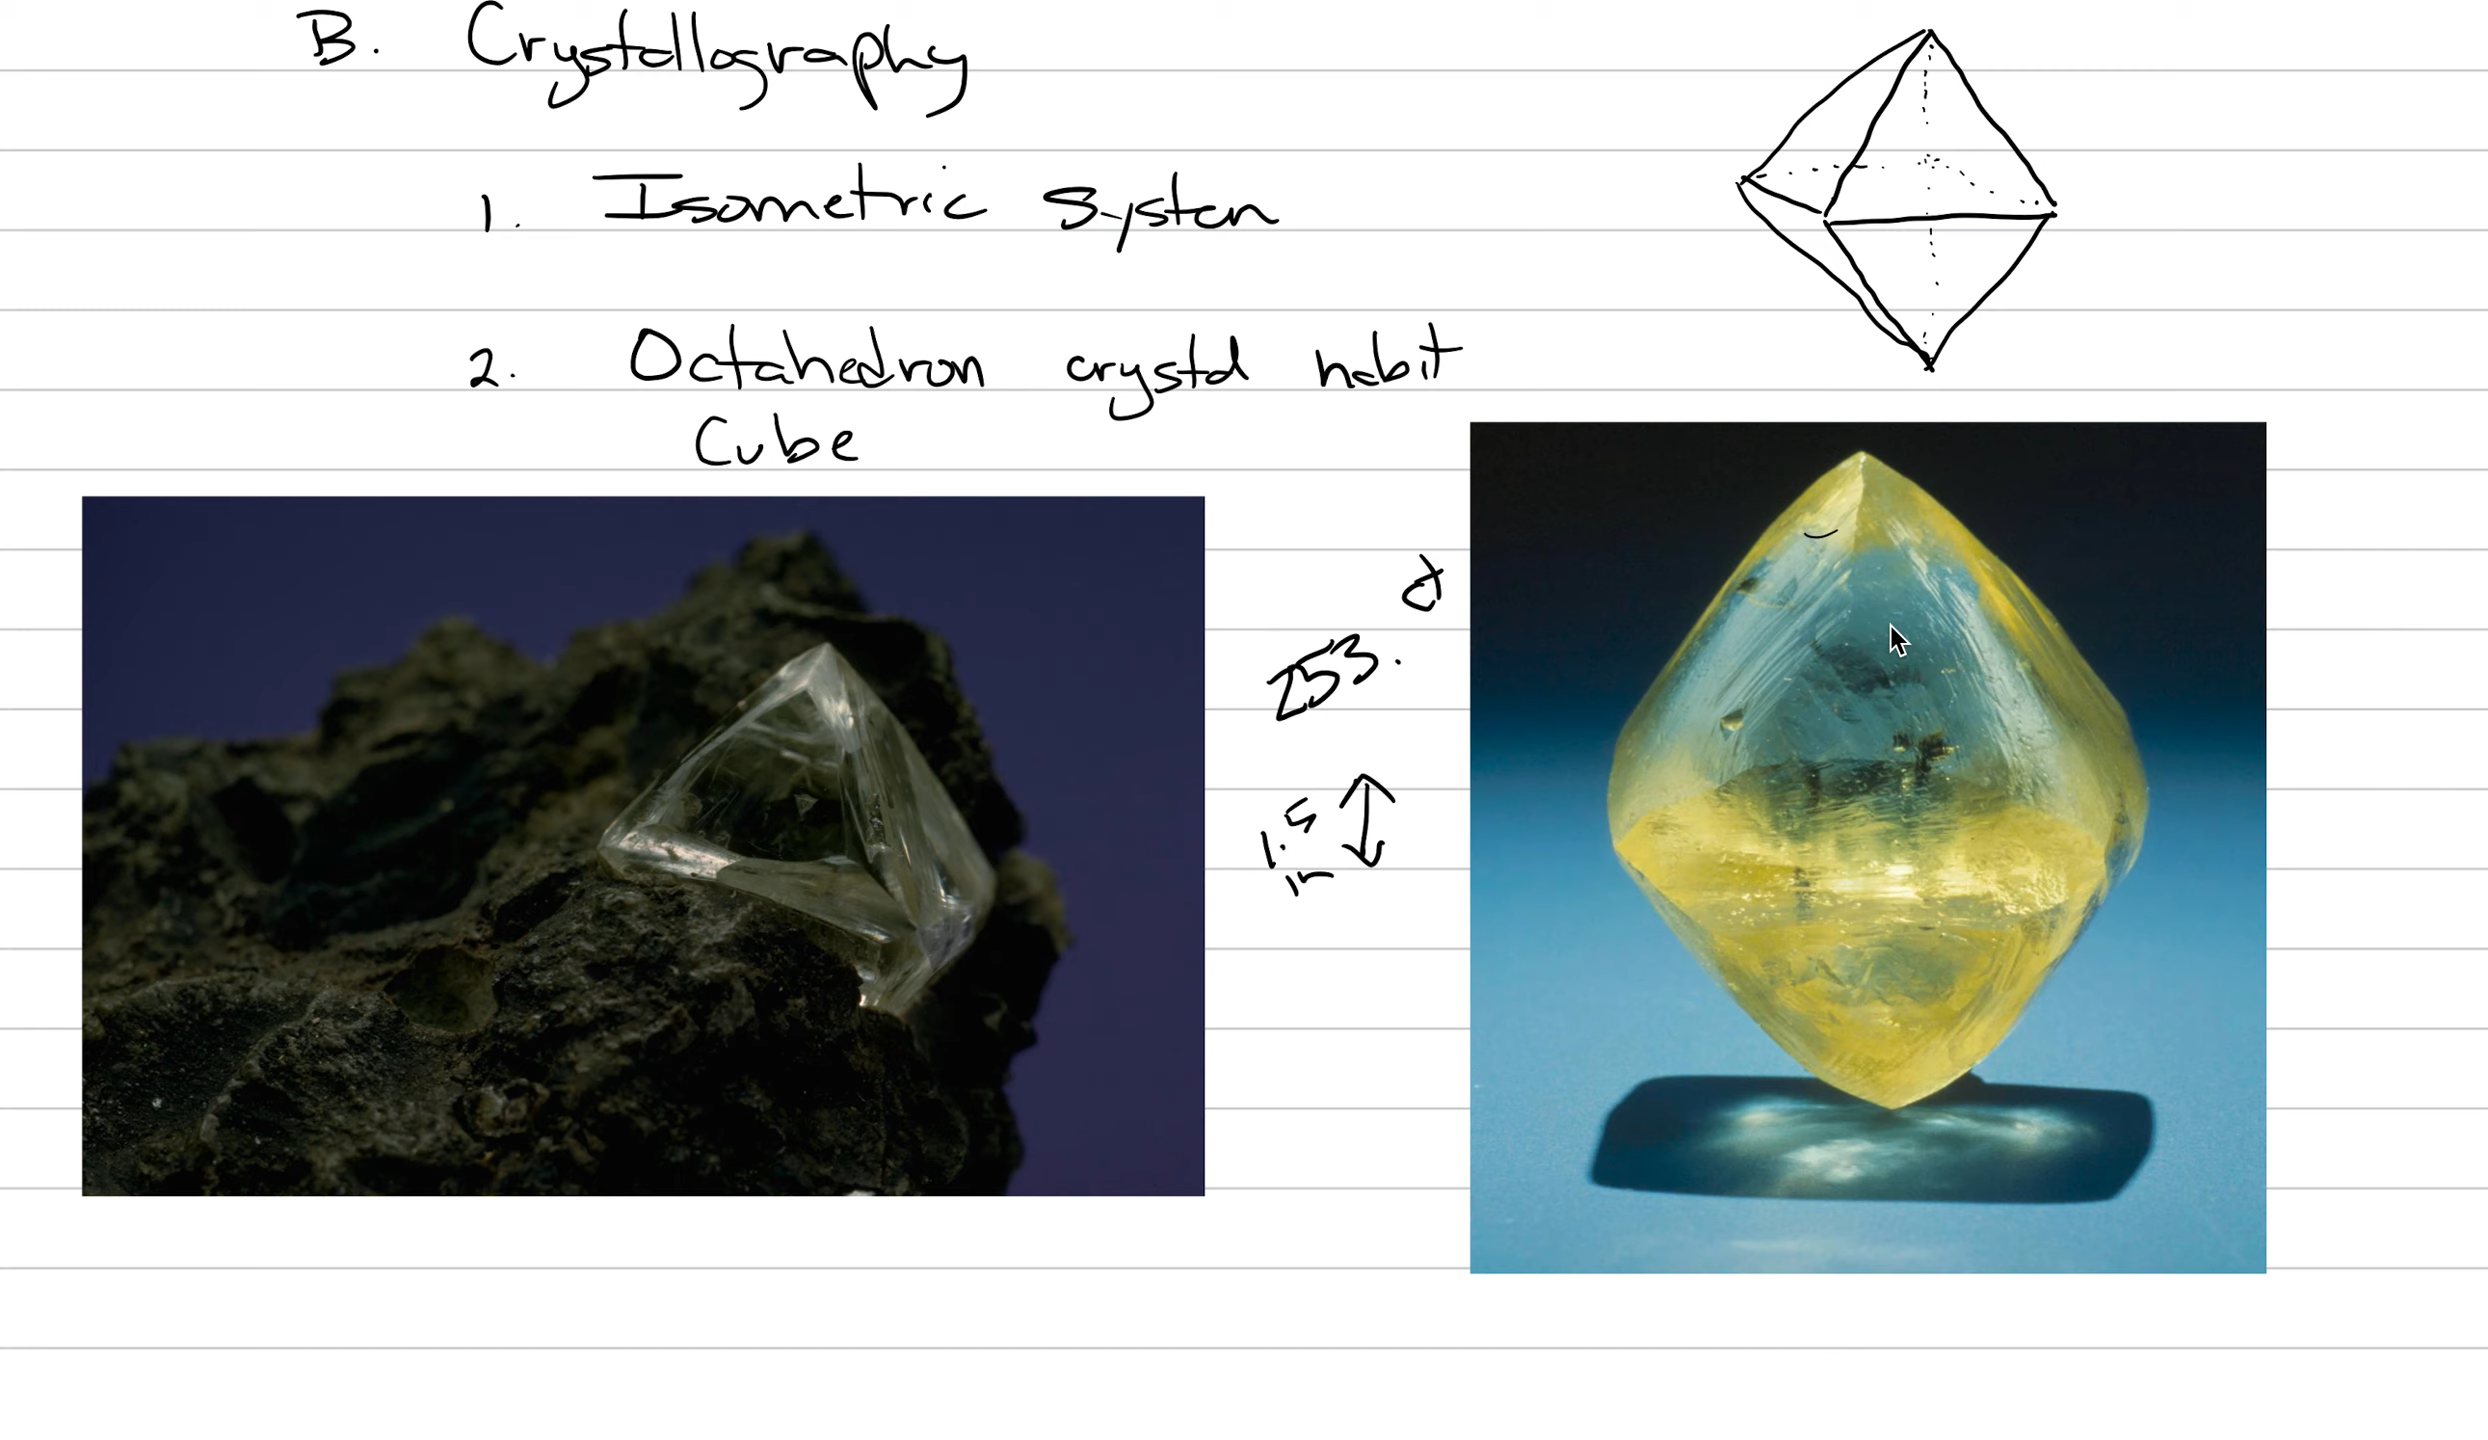 B. Crystallography
1. Isometric System
2. Octahedron crystal habit
Cube
253. ct
1.5
in